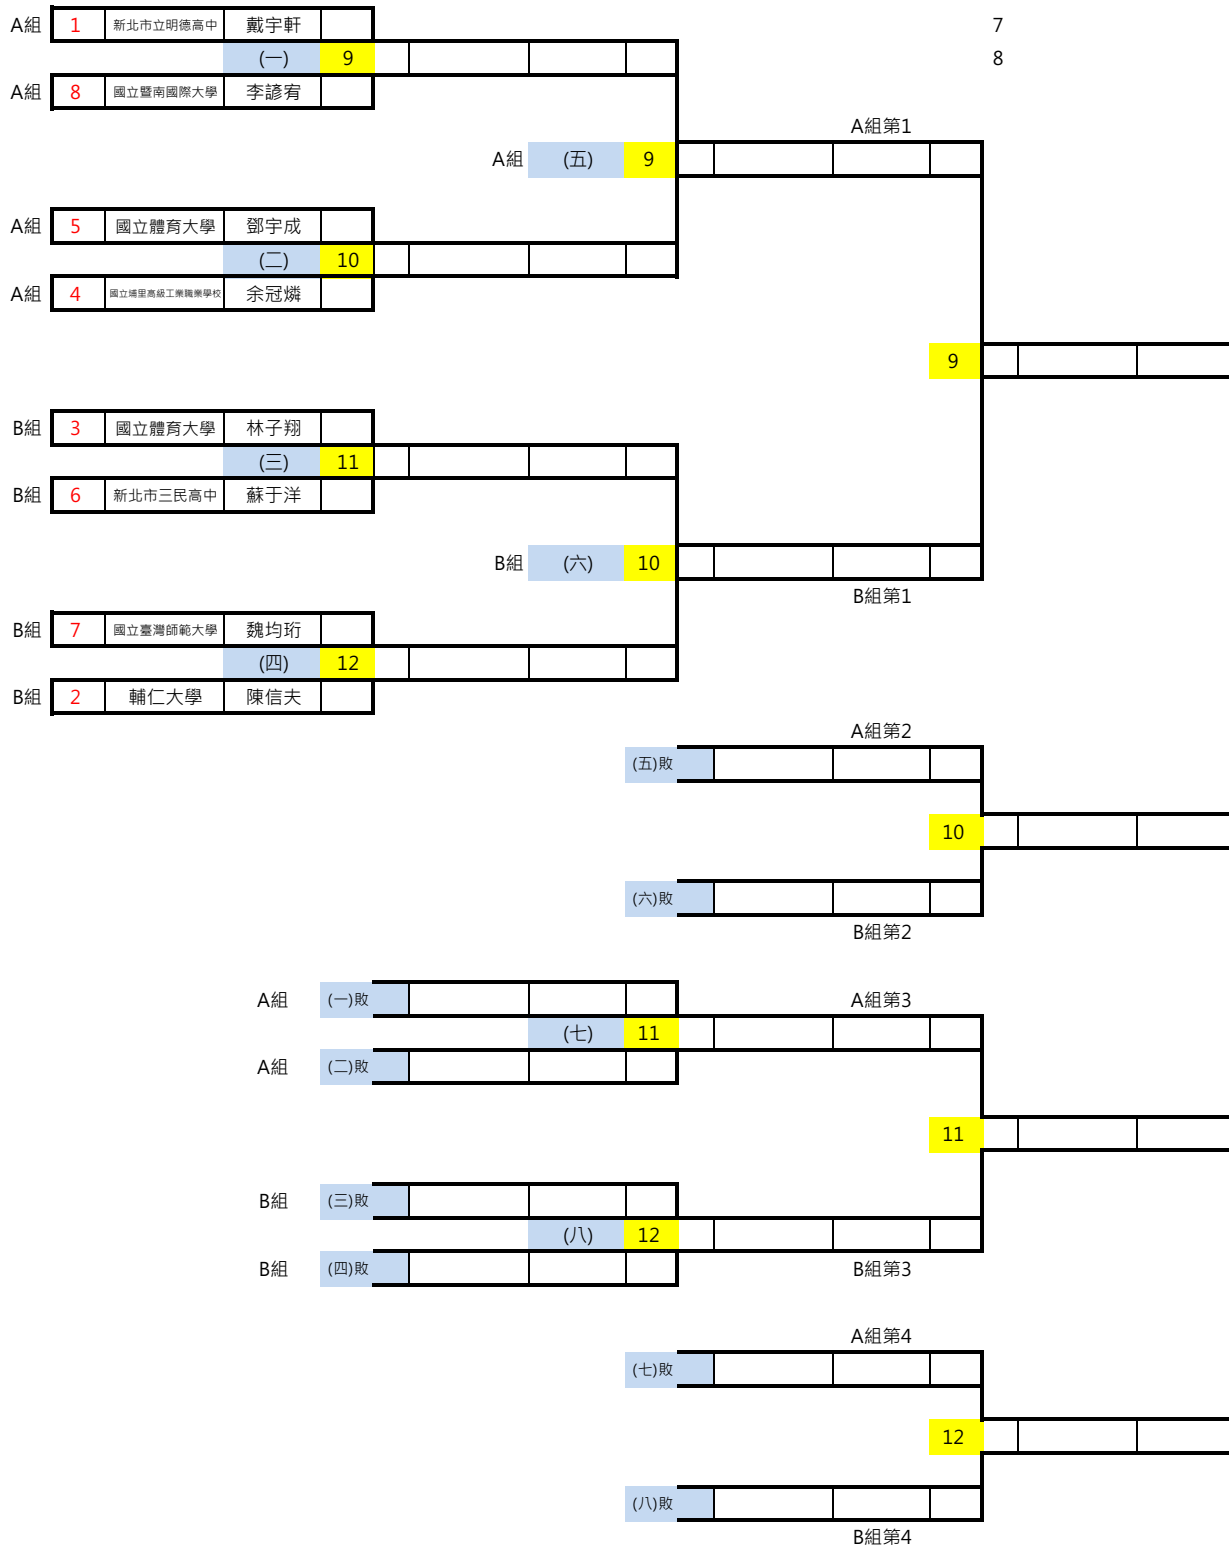 A組 1 新北市立明德高中 戴宇軒 7
(一) 9 8
A組 8 國立暨南國際大學 李諺宥
A組第1
A組 (五) 9
A組 5 國立體育大學 鄧宇成
(二) 10
A組 4 國立埔里高級工業職業學校 余冠燐
9
B組 3 國立體育大學 林子翔
(三) 11
B組 6 新北市三民高中 蘇于洋
B組 (六) 10
B組第1
B組 7 國立臺灣師範大學 魏均珩
(四) 12
B組 2 輔仁大學 陳信夫
A組第2
(五)敗
10
(六)敗
B組第2
A組 (一)敗 A組第3
(七) 11
A組 (二)敗
11
B組 (三)敗
(八) 12
B組 (四)敗 B組第3
A組第4
(七)敗
12
(八)敗
B組第4